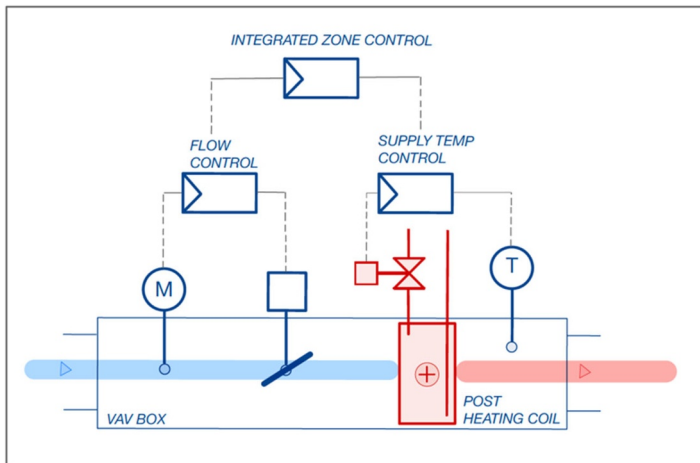 INTEGRATED ZONE CONTROL
FLOW
CONTROL
SUPPLY TEMP
CONTROL
M
T
VAV BOX
POST
HEATING COIL